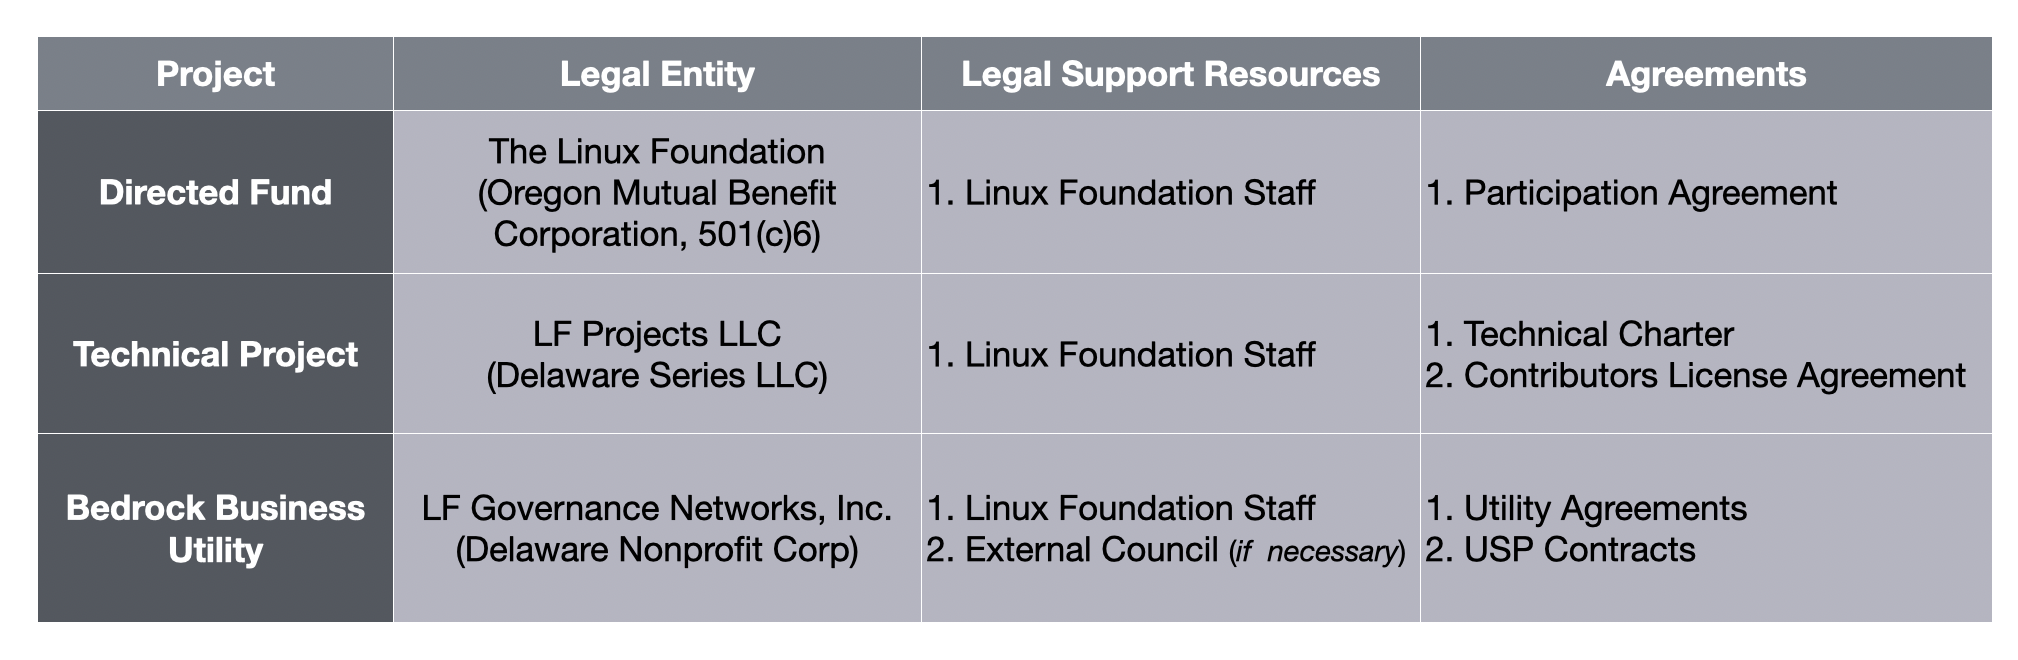 Project
Legal Entity
Legal Support Resources
Agreements
Directed Fund
The Linux Foundation
(Oregon Mutual Benefit
Corporation, 501(c)6)
1. Linux Foundation Staff
1. Participation Agreement
Technical Project
LF Projects LLC
(Delaware Series LLC)
1. Linux Foundation Staff
1. Technical Charter
2. Contributors License Agreement
Bedrock Business
Utility
LF Governance Networks, Inc.
(Delaware Nonprofit Corp)
1. Linux Foundation Staff
2. External Council (if necessary)
1. Utility Agreements
2. USP Contracts